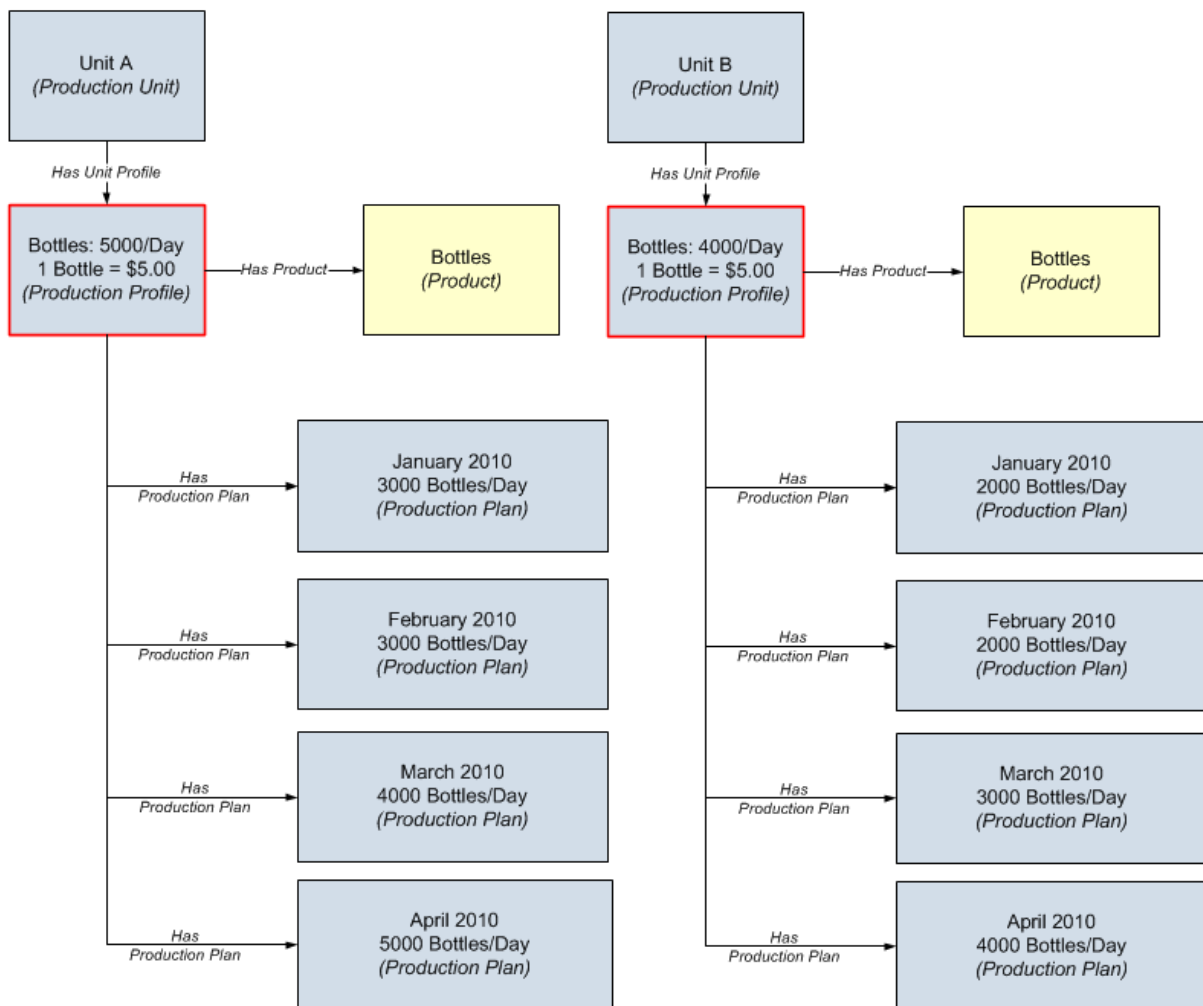 Unit A
(Production Unit)
Has Unit Profile
Bottles: 5000/Day
1 Bottle = $5.00
(Production Profile)
Has Product
Bottles
(Product)
Has
Production Plan
January 2010
3000 Bottles/Day
(Production Plan)
Has
Production Plan
February 2010
3000 Bottles/Day
(Production Plan)
Has
Production Plan
March 2010
4000 Bottles/Day
(Production Plan)
Has
Production Plan
April 2010
5000 Bottles/Day
(Production Plan)
Unit B
(Production Unit)
Has Unit Profile
Bottles: 4000/Day
1 Bottle = $5.00
(Production Profile)
Has Product
Bottles
(Product)
Has
Production Plan
January 2010
2000 Bottles/Day
(Production Plan)
Has
Production Plan
February 2010
2000 Bottles/Day
(Production Plan)
Has
Production Plan
March 2010
3000 Bottles/Day
(Production Plan)
Has
Production Plan
April 2010
4000 Bottles/Day
(Production Plan)